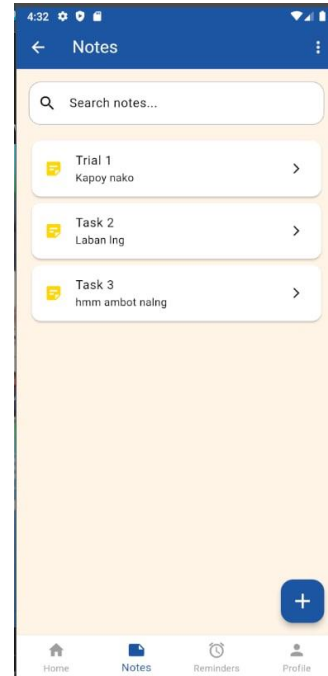 4:32
Notes
Search notes...
Trial 1
Kapoy nako
Task 2
Laban lng
Task 3
hmm ambot nalng
Home
Notes
Reminders
Profile